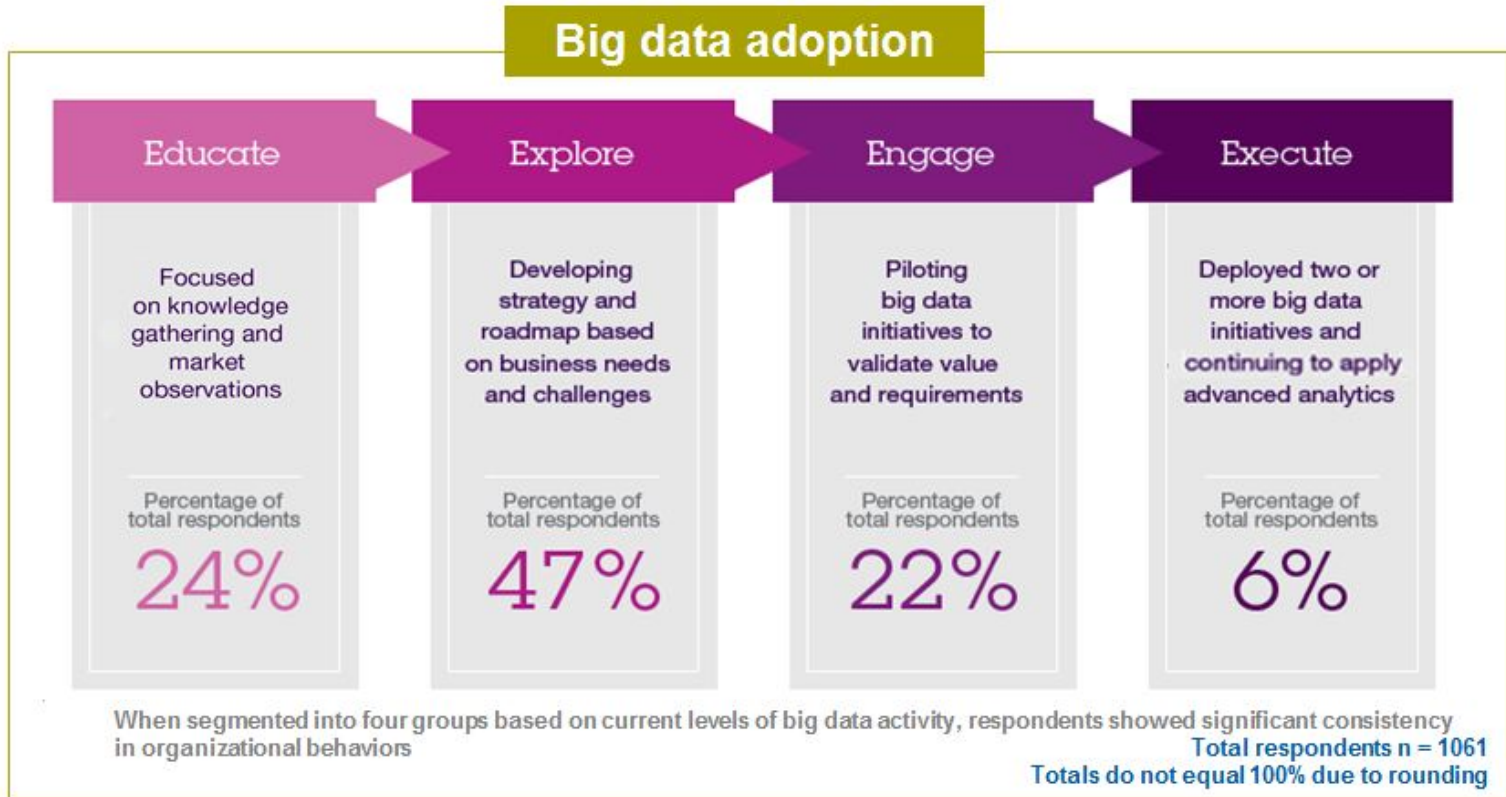 Big data adoption
Educate
Focused
on knowledge
gathering and
market
observations
Percentage of
total respondents
24%
Explore
Developing
strategy and
roadmap based
on business needs
and challenges
Percentage of
total respondents
47%
Engage
Piloting
big data
initiatives to
validate value
and requirements
Percentage of
total respondents
22%
Execute
Deployed two or
more big data
initiatives and
continuing to apply
advanced analytics
Percentage of
total respondents
6%
When segmented into four groups based on current levels of big data activity, respondents showed significant consistency
in organizational behaviors
Total respondents n = 1061
Totals do not equal 100% due to rounding